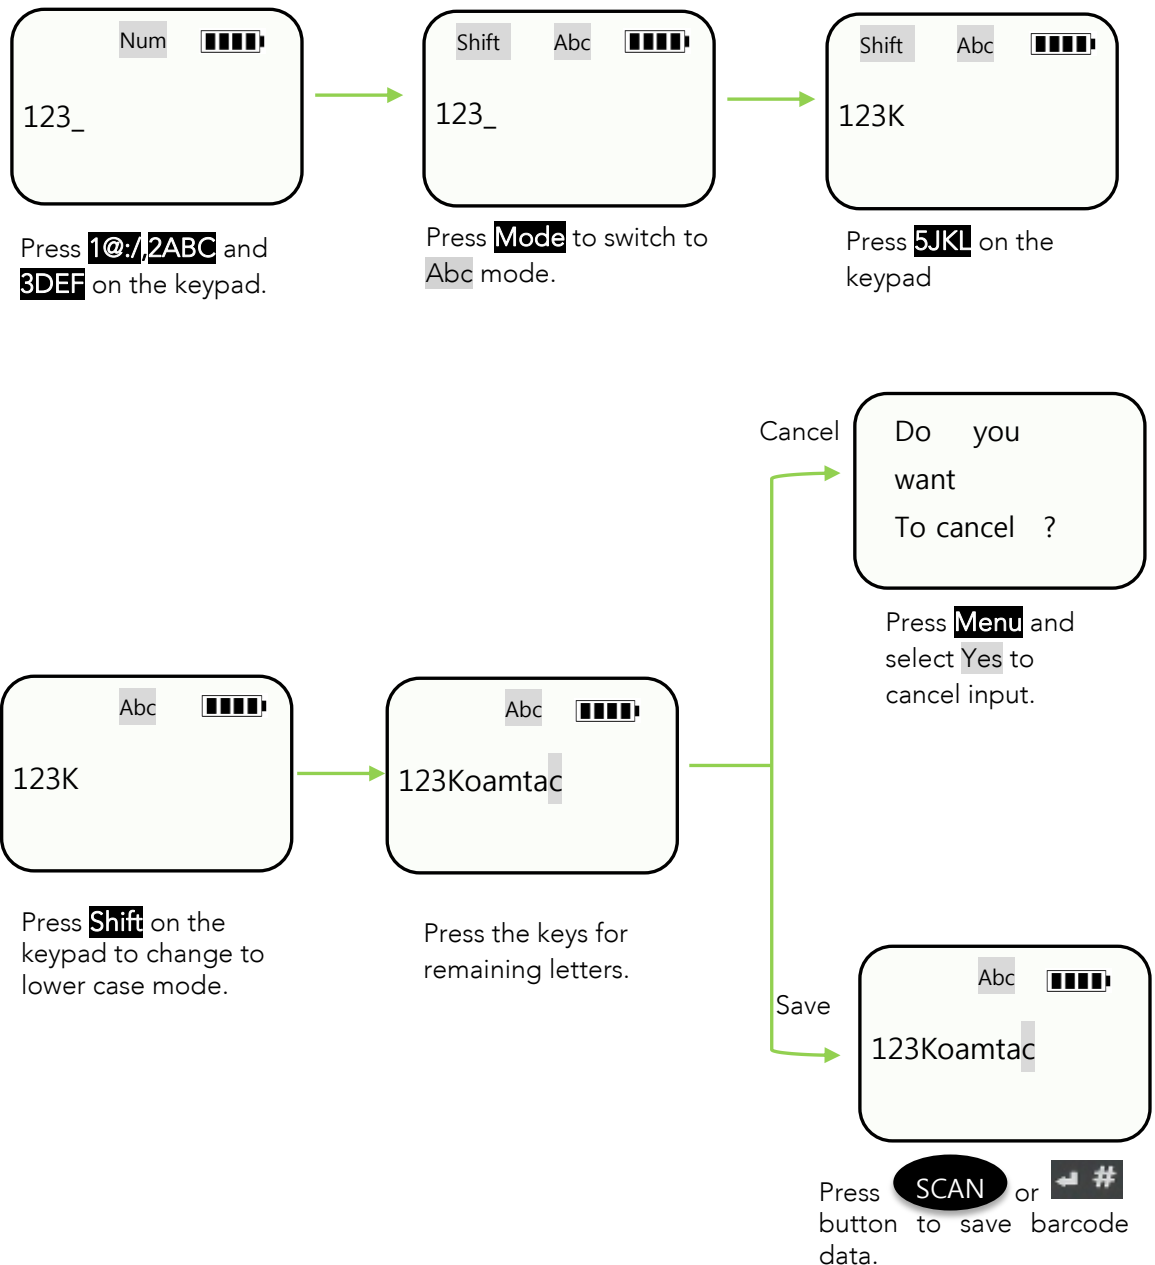 Num
123_
Press 1@:/,2ABC and
3DEF on the keypad.
Shift Abc
123_
Press Mode to switch to
Abc mode.
Shift Abc
123K
Press 5JKL on the
keypad
Abc
123K
Press Shift on the
keypad to change to
lower case mode.
Abc
123Koamtac
Press the keys for
remaining letters.
Cancel
Do you
want
To cancel ?
Press Menu and
select Yes to
cancel input.
Save
Abc
123Koamtac
Press SCAN or ↵ #
button to save barcode
data.